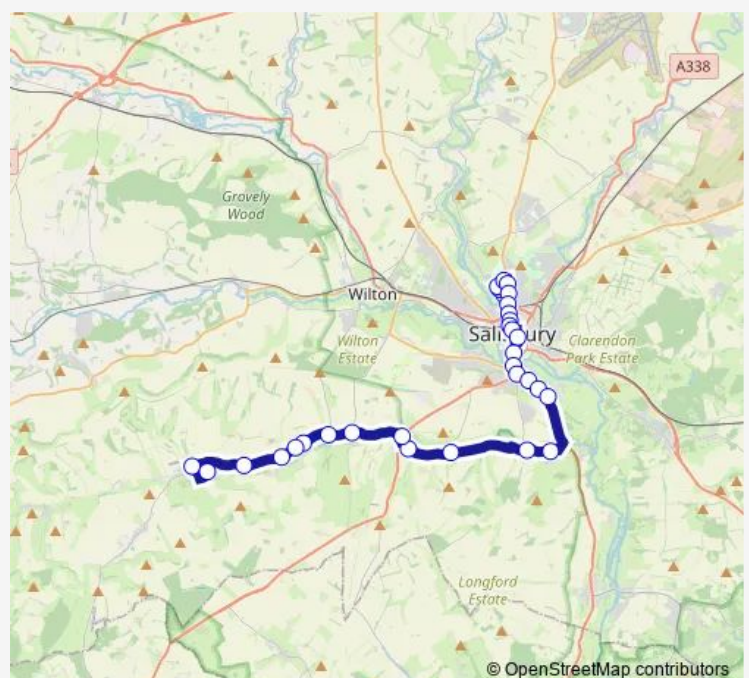 A338
Grovely
Wood
Wilton
Salisbury
Wilton
Estate
Clarendon
Park Estate
Longford
Estate
© OpenStreetMap contributors